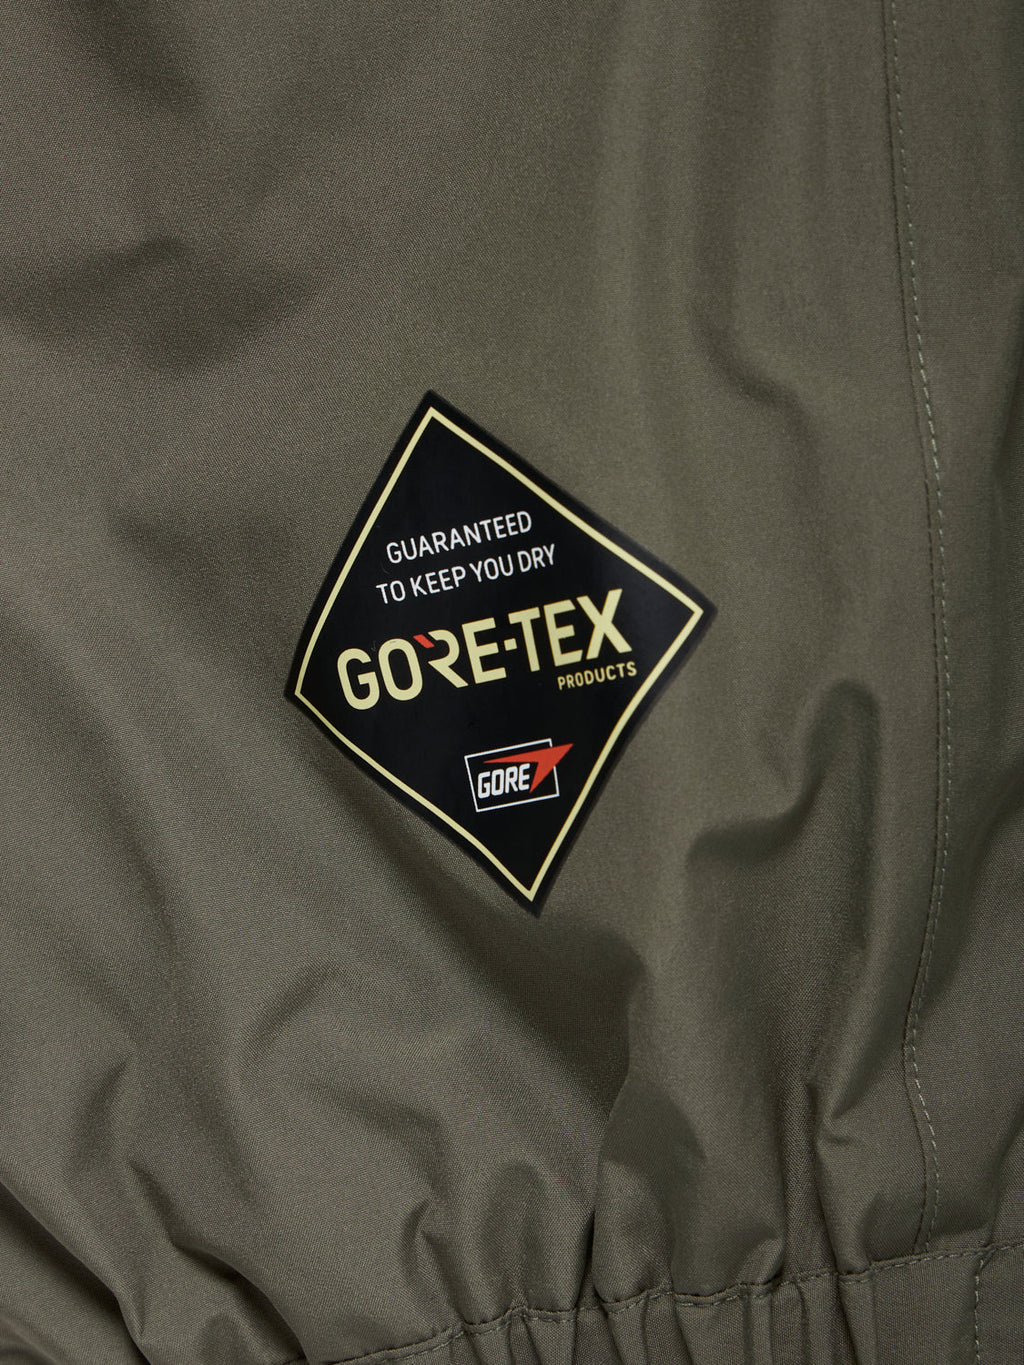 GUARANTEED
TO KEEP YOU DRY
GORE-TEX
PRODUCTS
GORE